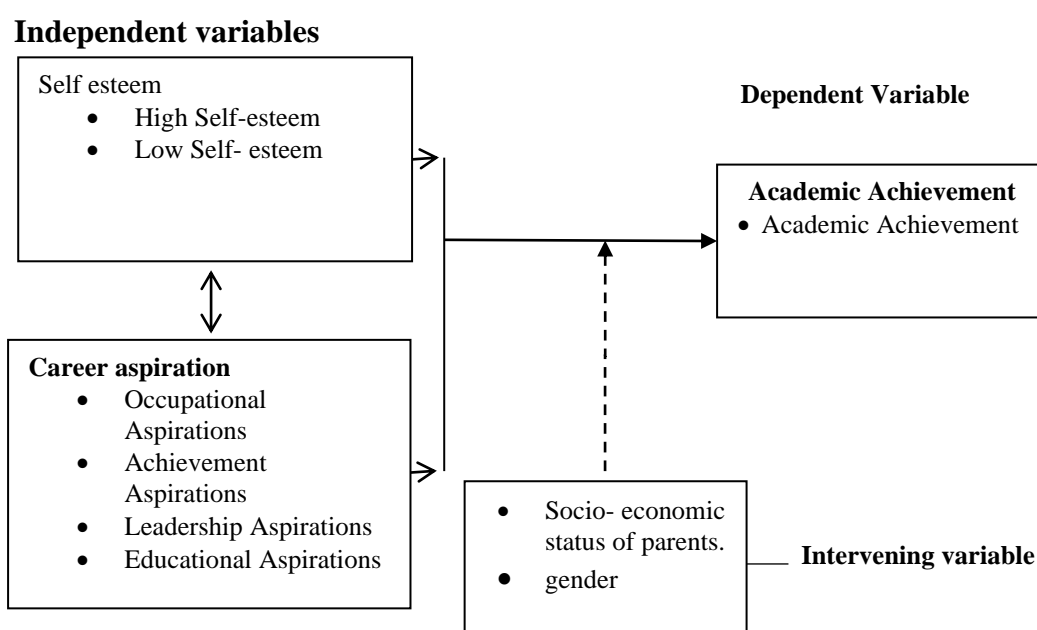 Independent variables
Self esteem
• High Self-esteem
• Low Self- esteem
Dependent Variable
Academic Achievement
• Academic Achievement
Career aspiration
• Occupational
Aspirations
• Achievement
Aspirations
• Leadership Aspirations
• Educational Aspirations
• Socio- economic
status of parents.
• gender
Intervening variable